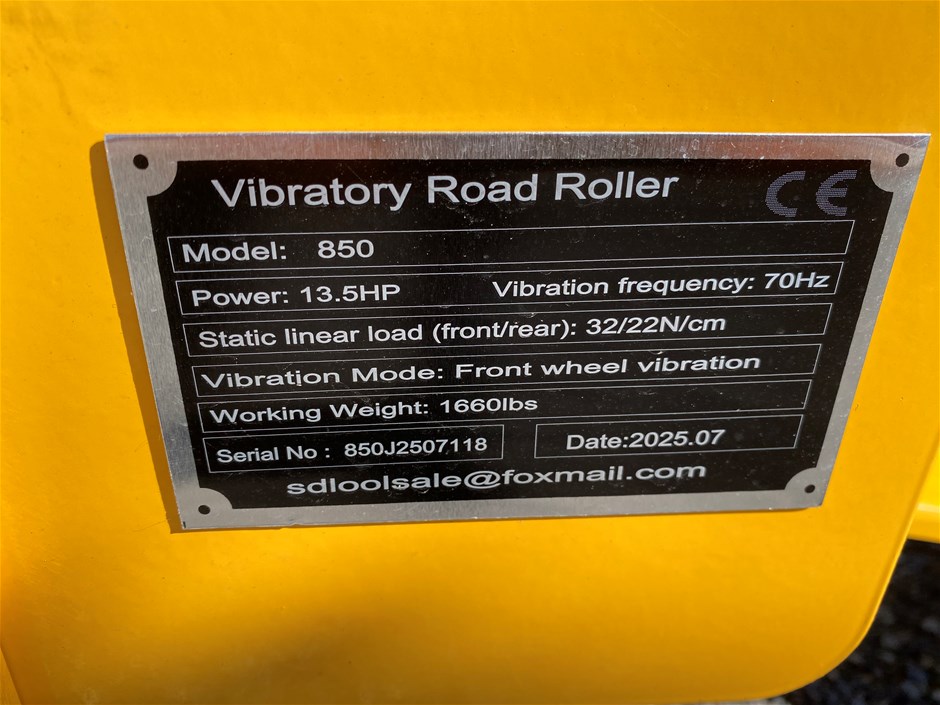 Vibratory Road Roller CE
Model: 850
Power: 13.5HP Vibration frequency: 70Hz
Static linear load (front/rear): 32/22N/cm
Vibration Mode: Front wheel vibration
Working Weight: 1660lbs
Serial No : 850J2507118 Date:2025.07
sdloolsale@foxmail.com